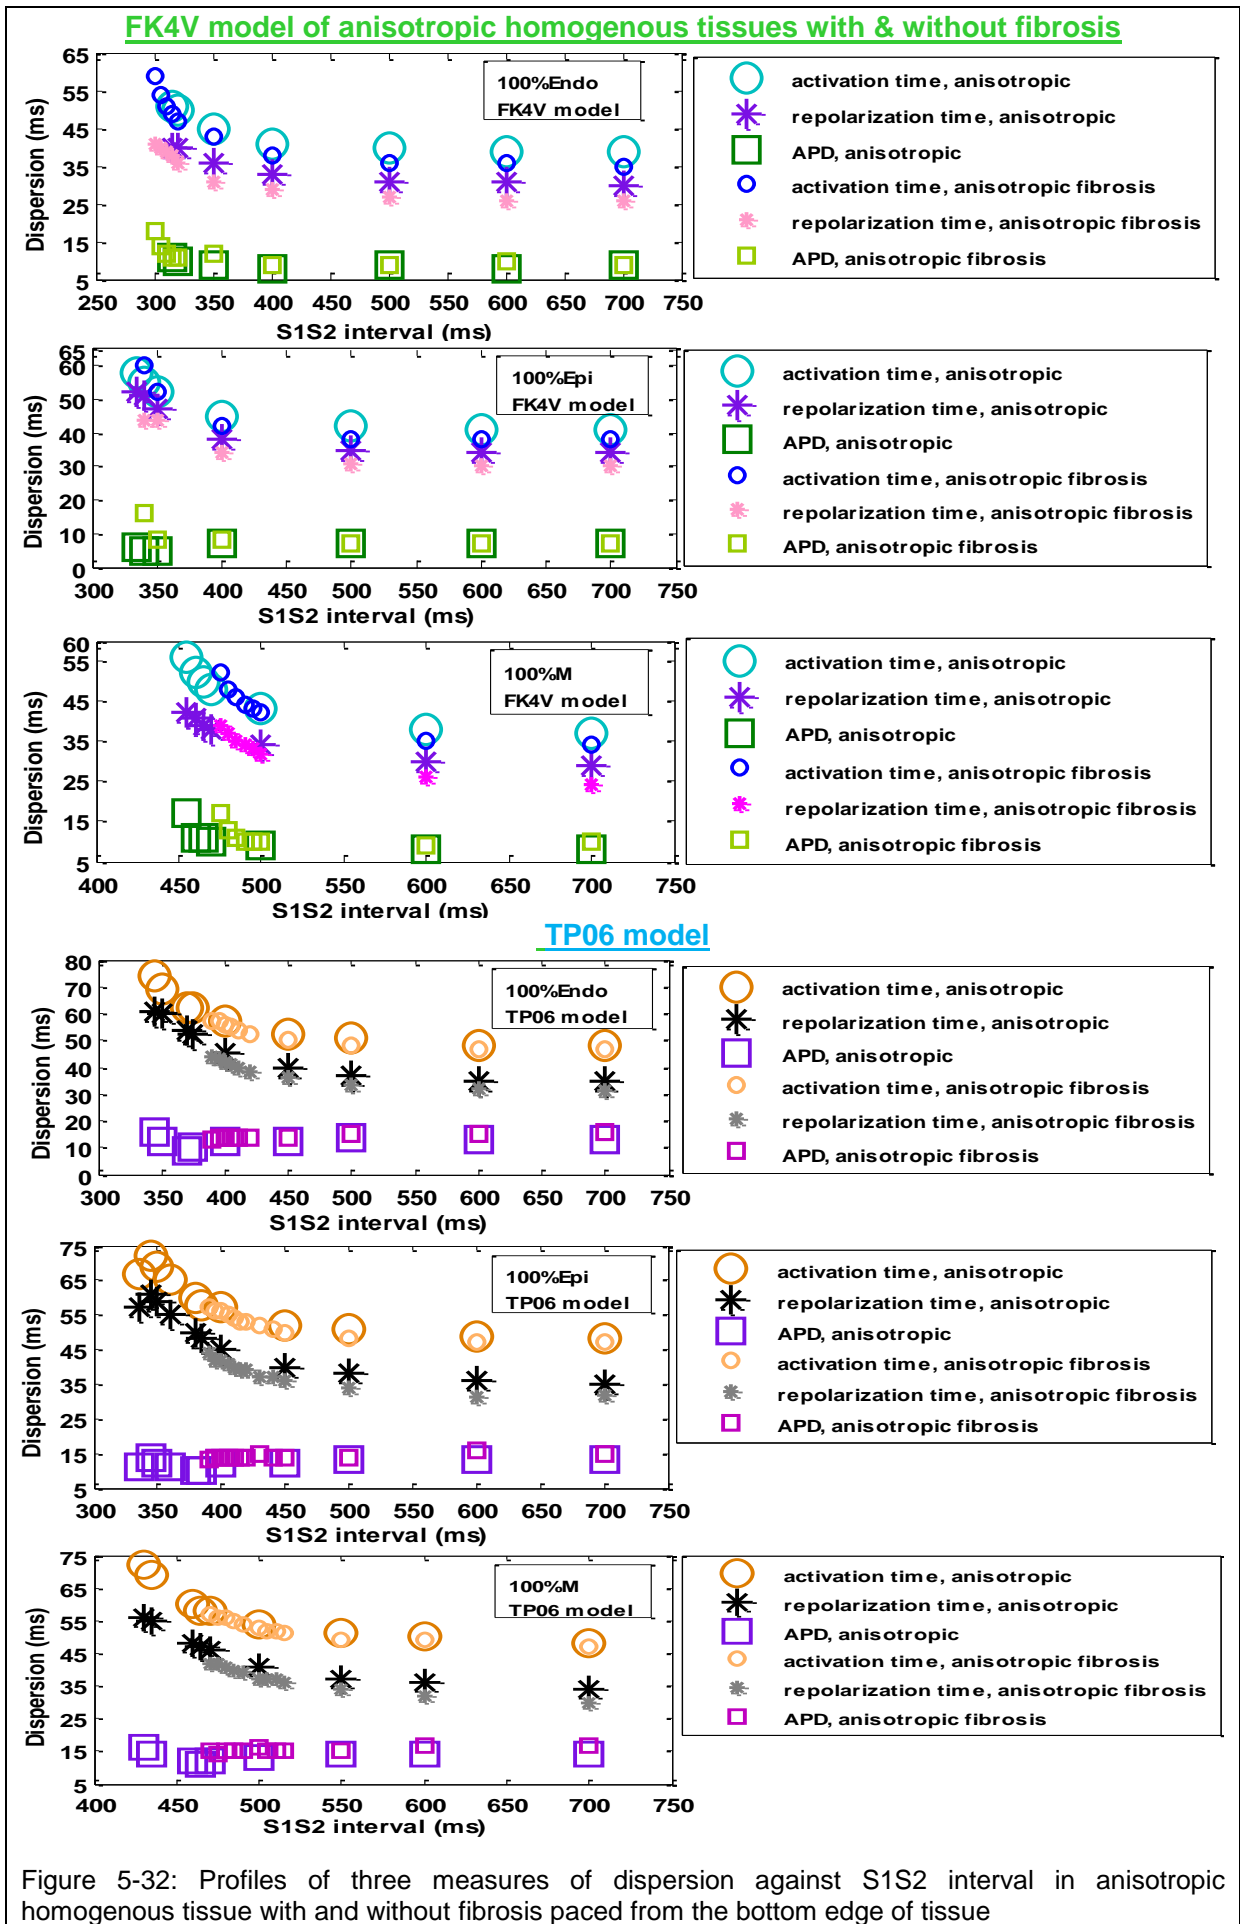 FK4V model of anisotropic homogenous tissues with & without fibrosis
65
55
45
35
25
15
5
Dispersion (ms)
100%Endo
FK4V model
250 300 350 400 450 500 550 600 650 700 750
S1S2 interval (ms)
activation time, anisotropic
repolarization time, anisotropic
APD, anisotropic
activation time, anisotropic fibrosis
repolarization time, anisotropic fibrosis
APD, anisotropic fibrosis
65
60
50
40
30
20
10
0
Dispersion (ms)
100%Epi
FK4V model
300 350 400 450 500 550 600 650 700 750
S1S2 interval (ms)
activation time, anisotropic
repolarization time, anisotropic
APD, anisotropic
activation time, anisotropic fibrosis
repolarization time, anisotropic fibrosis
APD, anisotropic fibrosis
60
55
45
35
25
15
5
Dispersion (ms)
100%M
FK4V model
400 450 500 550 600 650 700 750
S1S2 interval (ms)
activation time, anisotropic
repolarization time, anisotropic
APD, anisotropic
activation time, anisotropic fibrosis
repolarization time, anisotropic fibrosis
APD, anisotropic fibrosis
TP06 model
80
70
60
50
40
30
20
10
0
Dispersion (ms)
100%Endo
TP06 model
300 350 400 450 500 550 600 650 700 750
S1S2 interval (ms)
activation time, anisotropic
repolarization time, anisotropic
APD, anisotropic
activation time, anisotropic fibrosis
repolarization time, anisotropic fibrosis
APD, anisotropic fibrosis
75
65
55
45
35
25
15
5
Dispersion (ms)
100%Epi
TP06 model
300 350 400 450 500 550 600 650 700 750
S1S2 interval (ms)
activation time, anisotropic
repolarization time, anisotropic
APD, anisotropic
activation time, anisotropic fibrosis
repolarization time, anisotropic fibrosis
APD, anisotropic fibrosis
75
65
55
45
35
25
15
5
Dispersion (ms)
100%M
TP06 model
400 450 500 550 600 650 700 750
S1S2 interval (ms)
activation time, anisotropic
repolarization time, anisotropic
APD, anisotropic
activation time, anisotropic fibrosis
repolarization time, anisotropic fibrosis
APD, anisotropic fibrosis
Figure 5-32: Profiles of three measures of dispersion against S1S2 interval in anisotropic
homogenous tissue with and without fibrosis paced from the bottom edge of tissue